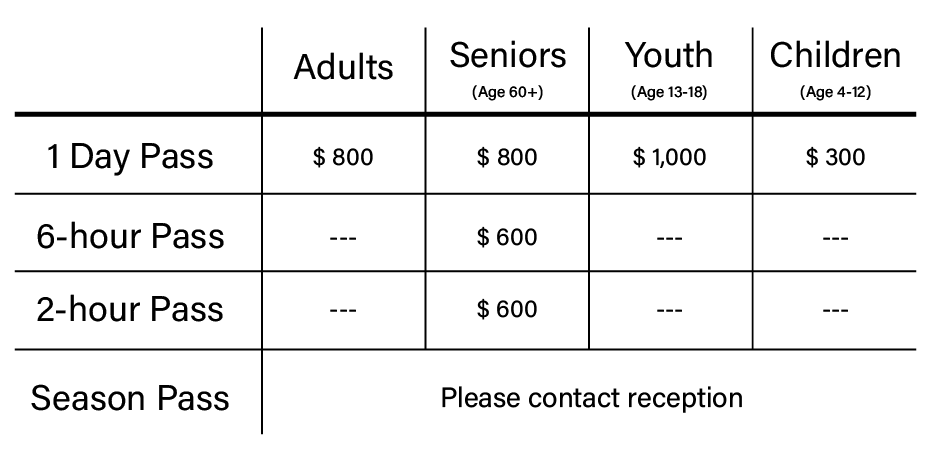 Adults Seniors Youth Children
(Age 60+) (Age 13-18) (Age 4-12)
1 Day Pass $ 800 $ 800 $ 1,000 $ 300
6-hour Pass --- $ 600 --- ---
2-hour Pass --- $ 600 --- ---
Season Pass Please contact reception